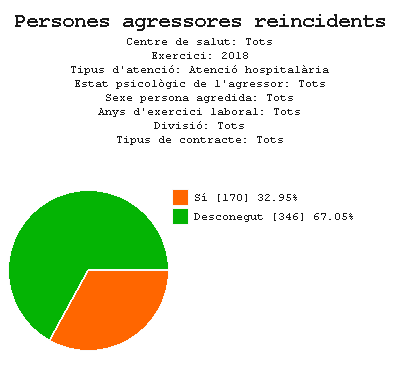 Persones agressores reincidents
Centre de salut: Tots
Exercici: 2018
Tipus d'atenció: Atenció hospitalària
Estat psicològic de l'agressor: Tots
Sexe persona agredida: Tots
Anys d'exercici laboral: Tots
Divisió: Tots
Tipus de contracte: Tots
Sí [170] 32.95%
Desconegut [346] 67.05%